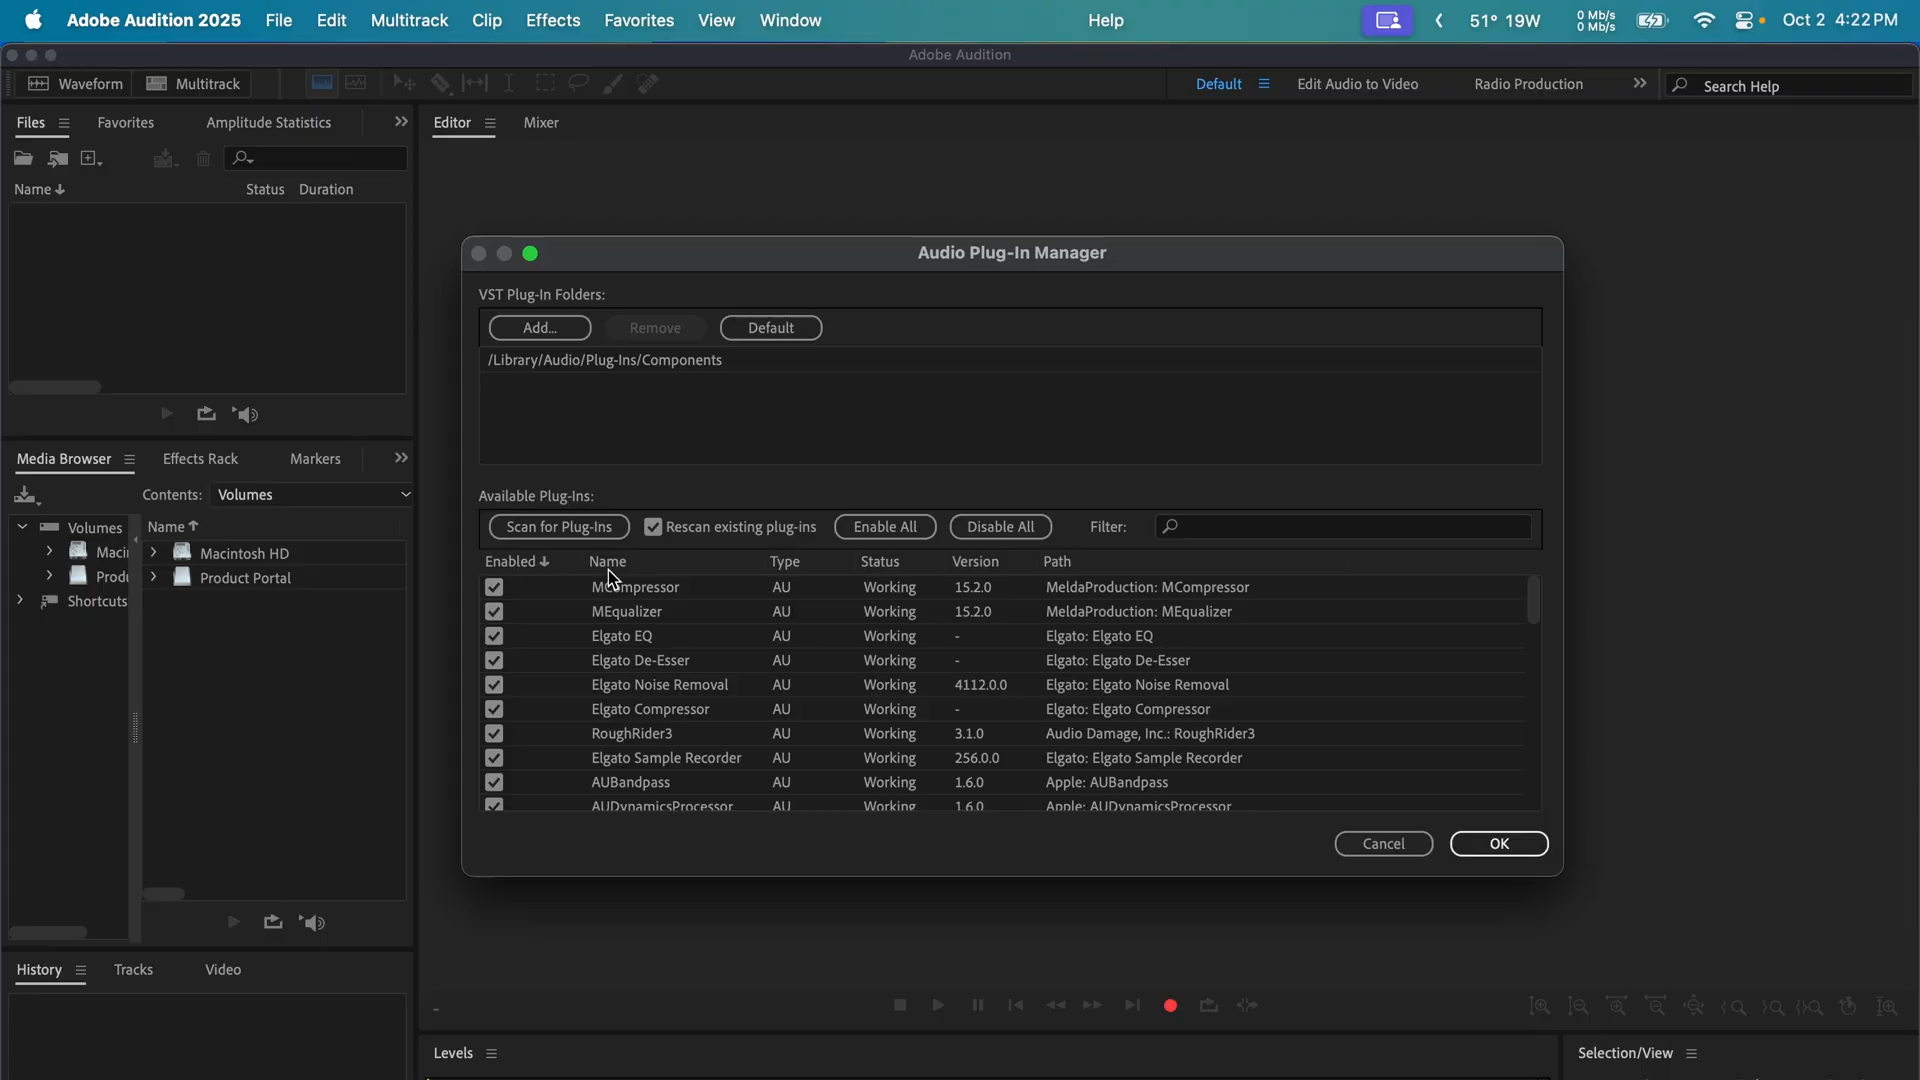 Adobe Audition 2025 File Edit Multitrack Clip Effects Favorites View Window Help 51° 19W 0 Mb/s 0 Mb/s Oct 2 4:22 PM
Adobe Audition
Waveform Multitrack Default Edit Audio to Video Radio Production Search Help
Files Favorites Amplitude Statistics
Editor Mixer
Name Status Duration
Audio Plug-In Manager
VST Plug-In Folders:
Add... Remove Default
/Library/Audio/Plug-Ins/Components
Media Browser Effects Rack Markers
Contents: Volumes
Volumes Name
Maci Macintosh HD
Produ Product Portal
Shortcuts
Available Plug-Ins:
Scan for Plug-Ins Rescan existing plug-ins Enable All Disable All Filter:
Enabled Name Type Status Version Path
MCompressor AU Working 15.2.0 MeldaProduction: MCompressor
MEqualizer AU Working 15.2.0 MeldaProduction: MEqualizer
Elgato EQ AU Working - Elgato: Elgato EQ
Elgato De-Esser AU Working - Elgato: Elgato De-Esser
Elgato Noise Removal AU Working 4112.0.0 Elgato: Elgato Noise Removal
Elgato Compressor AU Working - Elgato: Elgato Compressor
RoughRider3 AU Working 3.1.0 Audio Damage, Inc.: RoughRider3
Elgato Sample Recorder AU Working 256.0.0 Elgato: Elgato Sample Recorder
AUBandpass AU Working 1.6.0 Apple: AUBandpass
AUDynamicsProcessor AU Working 1.6.0 Apple: AUDynamicsProcessor
Cancel OK
History Tracks Video
Levels
Selection/View